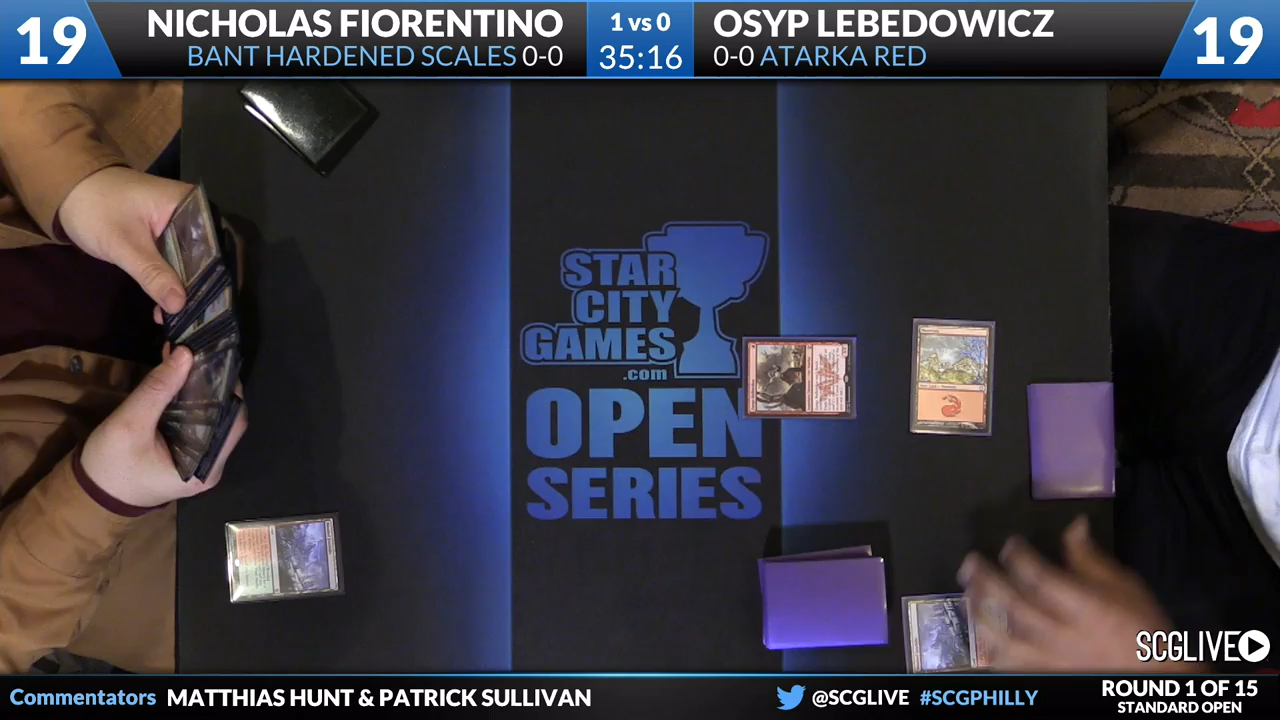 19
NICHOLAS FIORENTINO
BANT HARDENED SCALES 0-0
1 vs 0
35:16
OSYP LEBEDOWICZ
0-0 ATARKA RED
19
STAR
CITY
GAMES
.com
OPEN
SERIES
SCGLIVE
Commentators MATTHIAS HUNT & PATRICK SULLIVAN
@SCGLIVE #SCGPHILLY
ROUND 1 OF 15
STANDARD OPEN